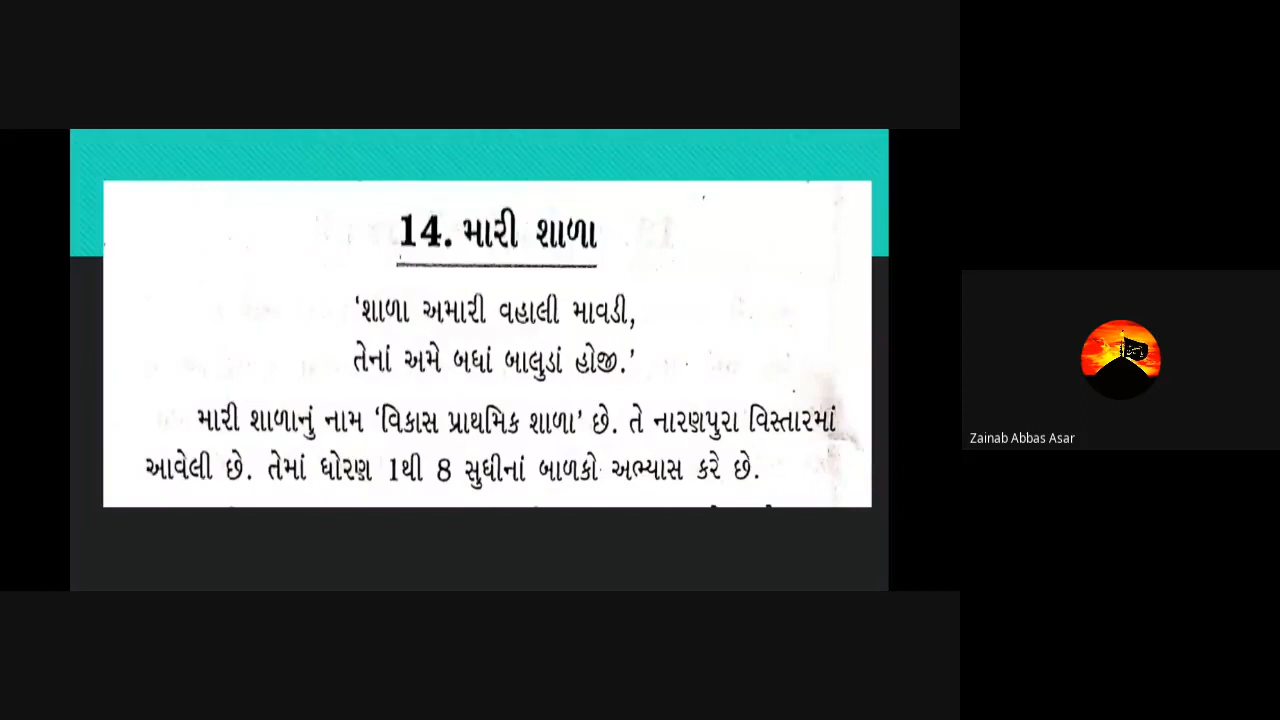 14. મારી શાળા
‘શાળા અમારી વહાલી માવડી,
તેનાં અમે બધાં બાલુડાં હોજી.’
મારી શાળાનું નામ ‘વિકાસ પ્રાથમિક શાળા’ છે. તે નારણપુરા વિસ્તારમાં
આવેલી છે. તેમાં ધોરણ 1થી 8 સુધીનાં બાળકો અભ્યાસ કરે છે.
Zainab Abbas Asar